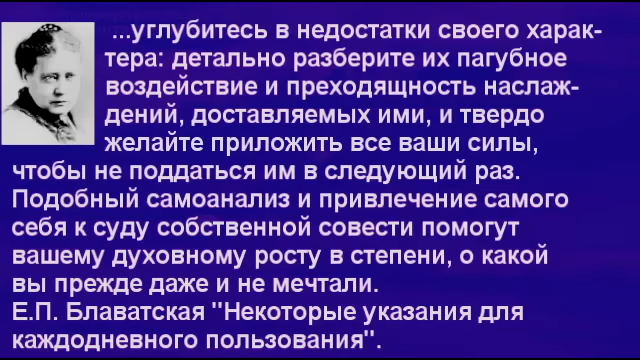 ...углубитесь в недостатки своего харак-
тера: детально разберите их пагубное
воздействие и преходящность наслаж-
дений, доставляемых ими, и твердо
желайте приложить все ваши силы,
чтобы не поддаться им в следующий раз.
Подобный самоанализ и привлечение самого
себя к суду собственной совести помогут
вашему духовному росту в степени, о какой
вы прежде даже и не мечтали.
Е.П. Блаватская "Некоторые указания для
каждодневного пользования".